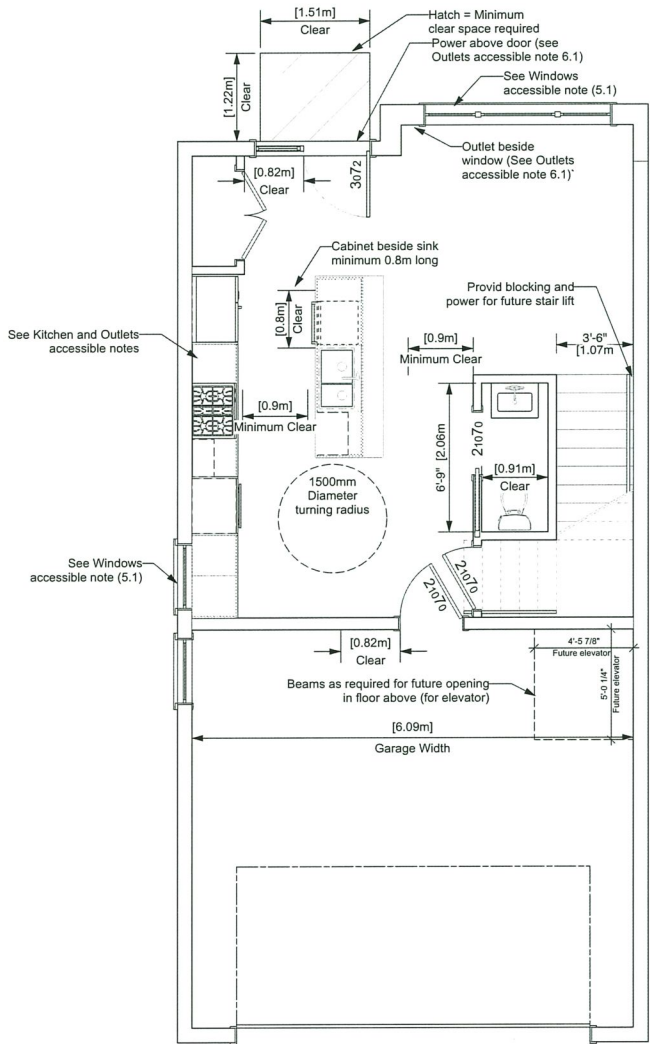 [1.51m]
Clear
Hatch = Minimum
clear space required
Power above door (see
Outlets accessible note 6.1)
See Windows
accessible note (5.1)
[1.22m]
Clear
Outlet beside
window (See Outlets
accessible note 6.1)`
[0.82m]
Clear
3072
Cabinet beside sink
minimum 0.8m long
Provid blocking and
power for future stair lift
[0.8m]
Clear
See Kitchen and Outlets
accessible notes
[0.9m]
Minimum Clear
3'-6"
[1.07m
[0.9m]
Minimum Clear
6'-9" [2.06m
21070
[0.91m]
Clear
1500mm
Diameter
turning radius
See Windows
accessible note (5.1)
21070
21070
[0.82m]
Clear
4'-5 7/8"
Future elevator
5'-0 1/4"
Future elevator
Beams as required for future opening
in floor above (for elevator)
[6.09m]
Garage Width